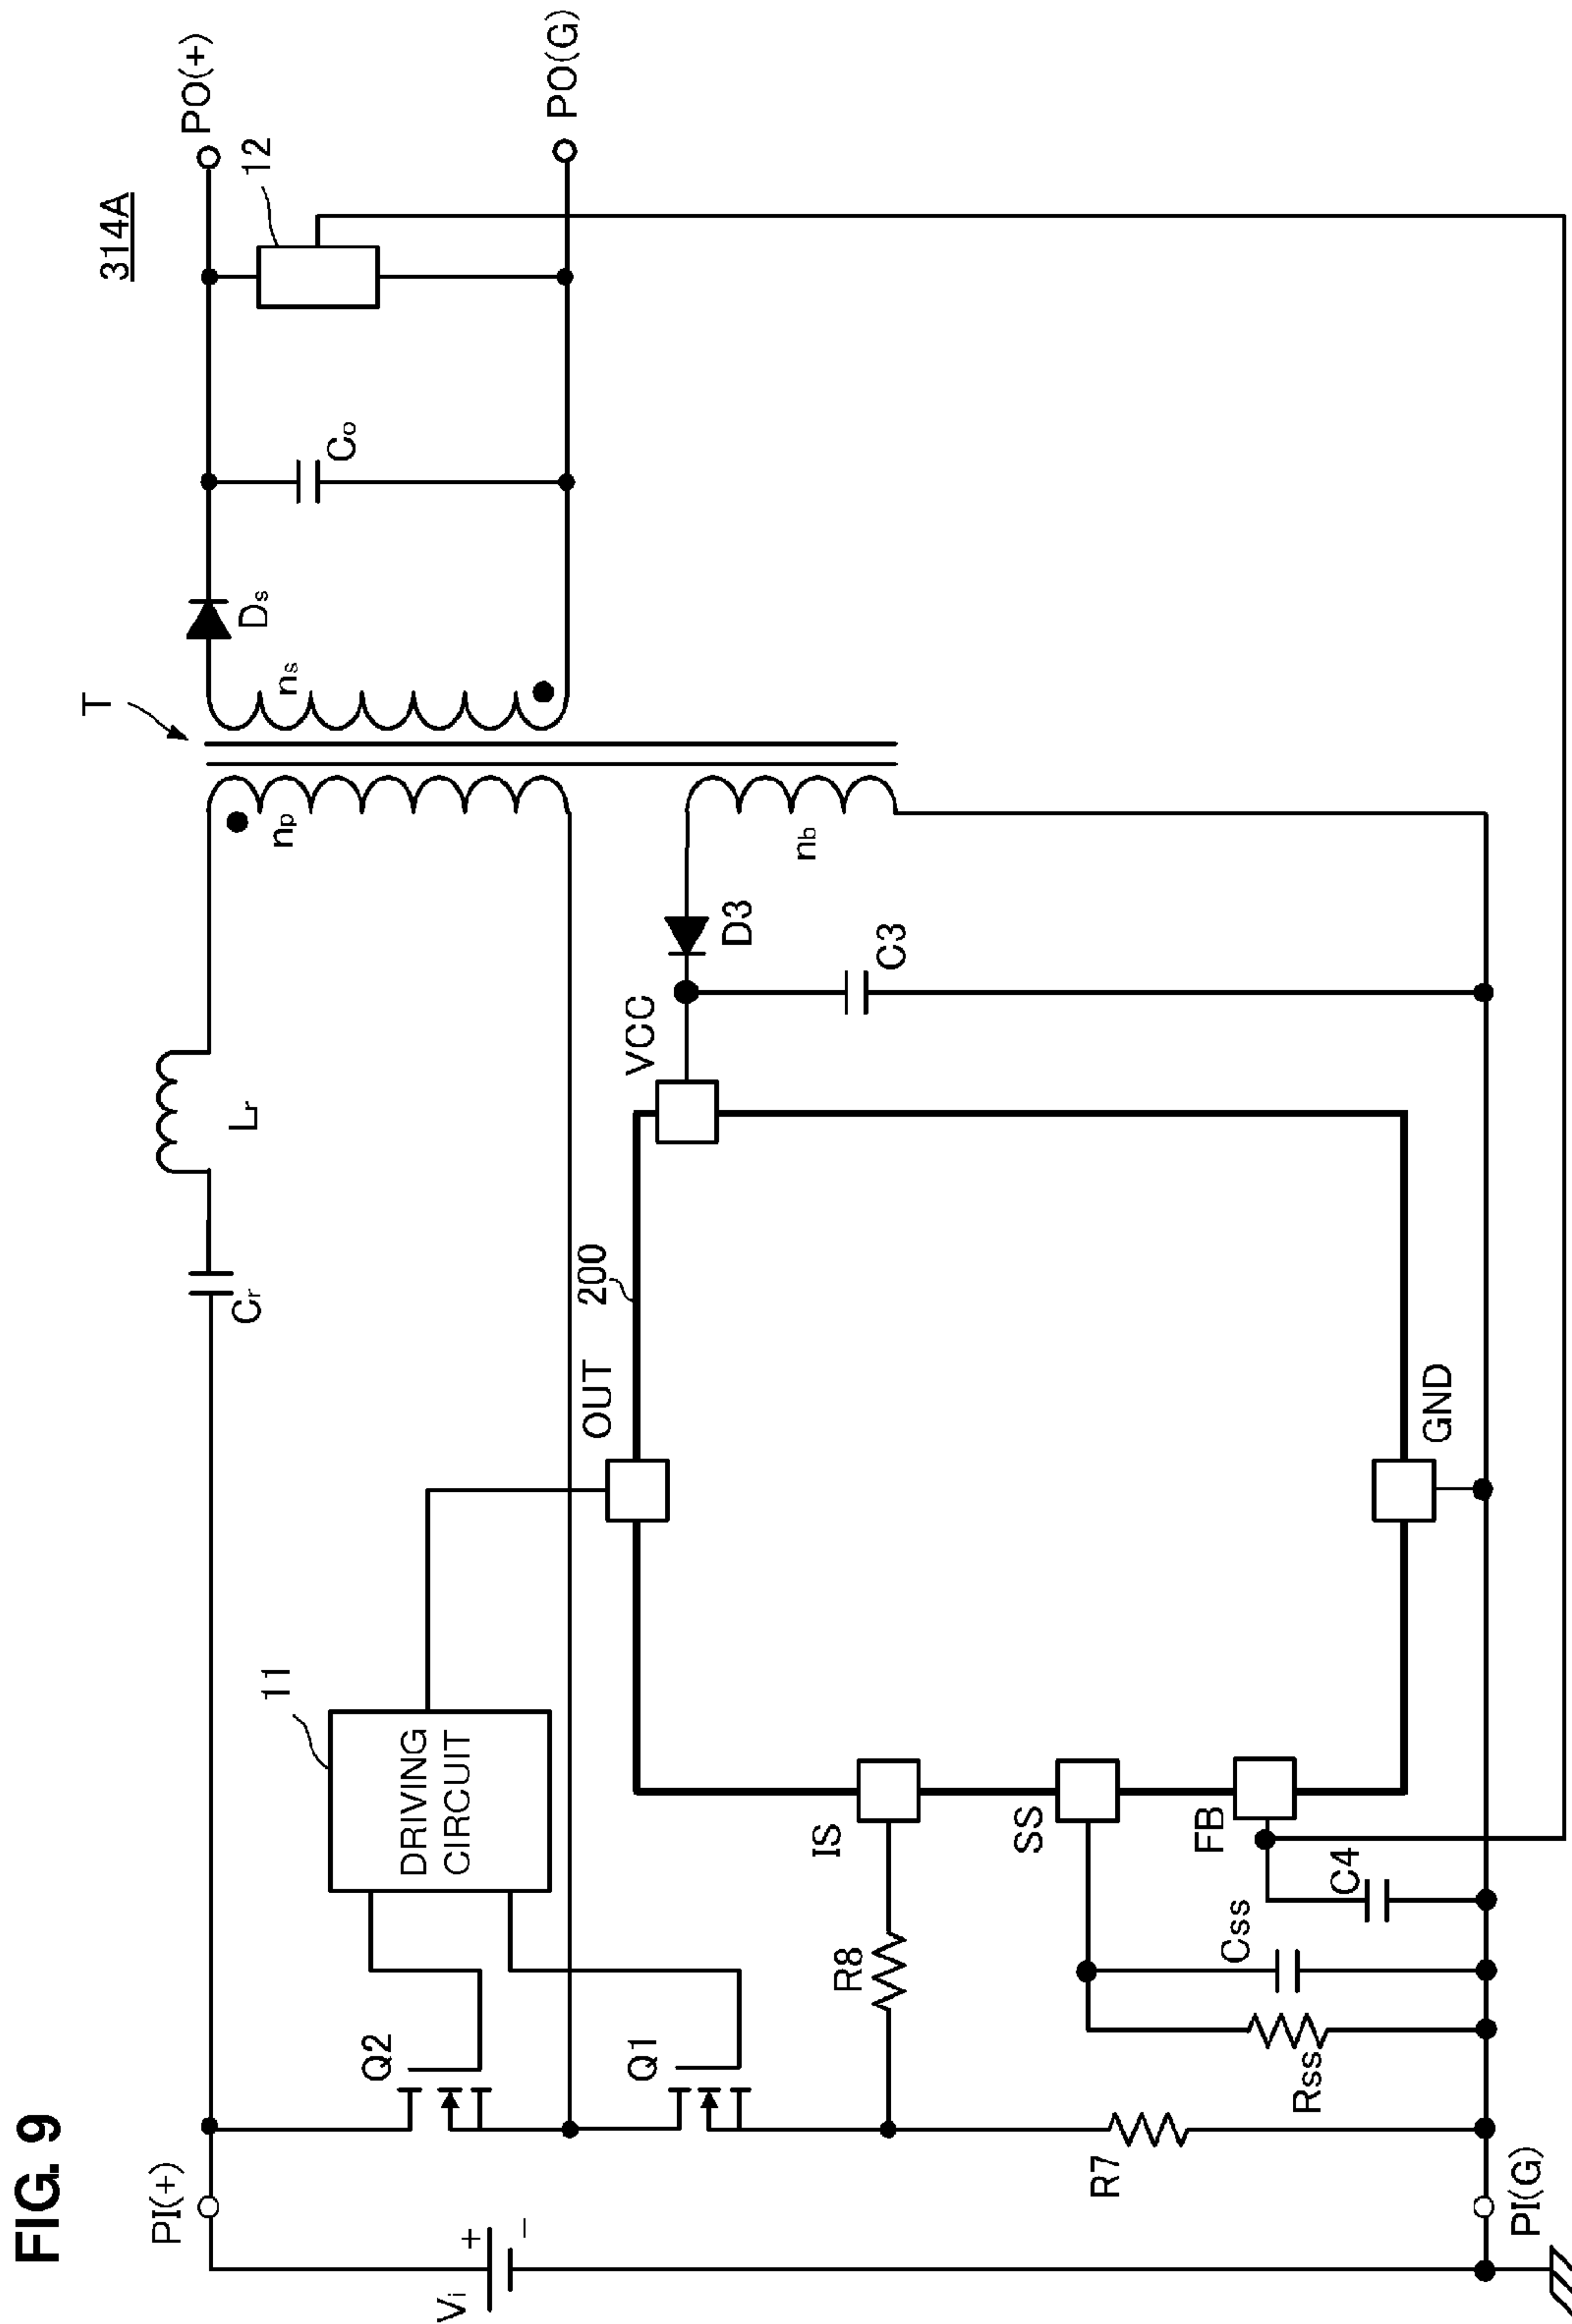 FIG. 9
314A
T
PI(+)
Cr
Lr
np
ns
Ds
Co
12
PO(+)
PO(G)
Vi
+
−
Q2
11
DRIVING
CIRCUIT
OUT
200
VCC
D3
nb
C3
Q1
R8
IS
SS
FB
R7
Rss
Css
C4
GND
PI(G)